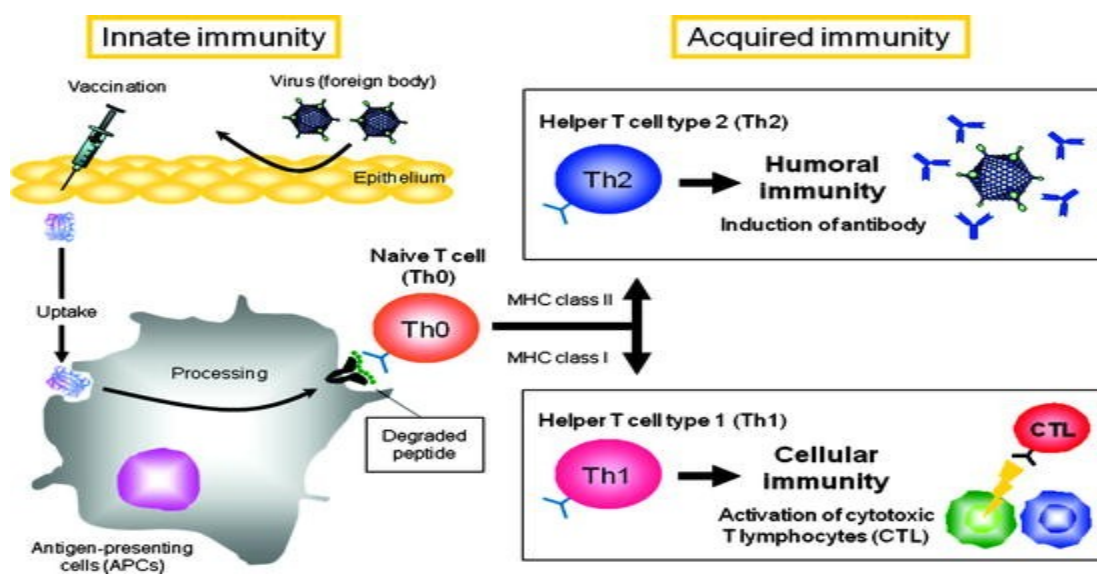 Innate immunity
Vaccination
Virus (foreign body)
Epithelium
Uptake
Processing
Naive T cell
(Th0)
Th0
Degraded
peptide
Antigen-presenting
cells (APCs)
MHC class II
MHC class I
Acquired immunity
Helper T cell type 2 (Th2)
Th2
Humoral
immunity
Induction of antibody
Helper T cell type 1 (Th1)
Th1
Cellular
immunity
Activation of cytotoxic
T lymphocytes (CTL)
CTL